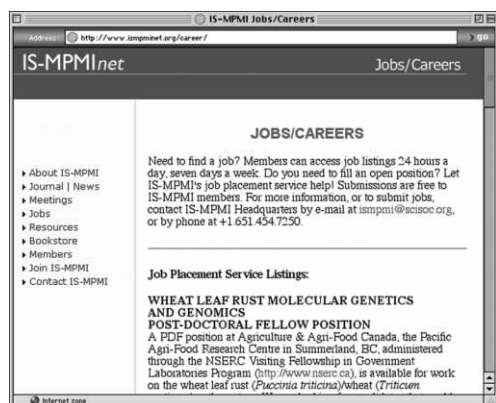 IS-MPMI Jobs/Careers
Address: http://www.ismpminet.org/career/ go
IS-MPMInet
Jobs/Careers
About IS-MPMI
Journal | News
Meetings
Jobs
Resources
Bookstore
Members
Join IS-MPMI
Contact IS-MPMI
JOBS/CAREERS
Need to find a job? Members can access job listings 24 hours a
day, seven days a week. Do you need to fill an open position? Let
IS-MPMI's job placement service help! Submissions are free to
IS-MPMI members. For more information, or to submit jobs,
contact IS-MPMI Headquarters by e-mail at ismpmi@scisoc.org,
or by phone at +1.651.454.7250.
Job Placement Service Listings:
WHEAT LEAF RUST MOLECULAR GENETICS
AND GENOMICS
POST-DOCTORAL FELLOW POSITION
A PDF position at Agriculture & Agri-Food Canada, the Pacific
Agri-Food Research Centre in Summerland, BC, administered
through the NSERC Visiting Fellowship in Government
Laboratories Program (http://www.nserc.ca), is available for work
on the wheat leaf rust (Puccinia triticina)/wheat (Triticum
Internet zone